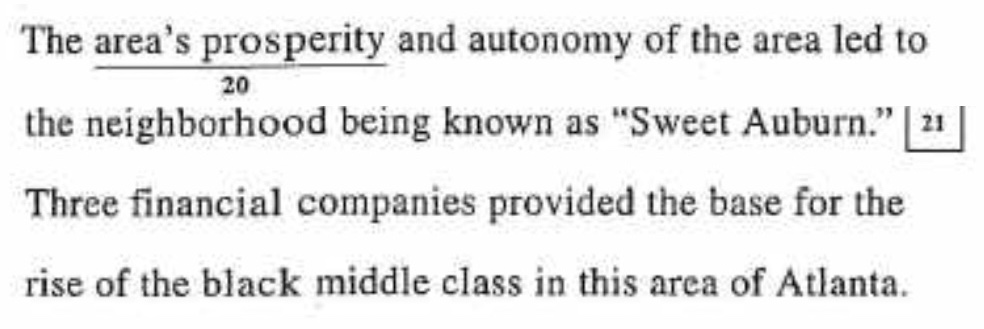 The area's prosperity and autonomy of the area led to
20
the neighborhood being known as “Sweet Auburn.” 21
Three financial companies provided the base for the
rise of the black middle class in this area of Atlanta.